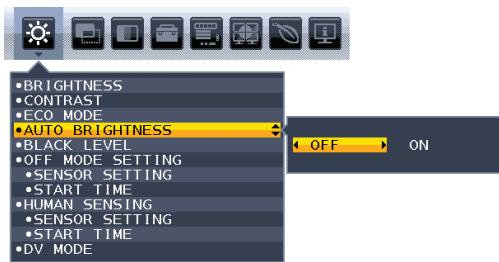 •BRIGHTNESS
•CONTRAST
•ECO MODE
•AUTO BRIGHTNESS
•BLACK LEVEL
OFF ON
•OFF MODE SETTING
•SENSOR SETTING
•START TIME
•HUMAN SENSING
•SENSOR SETTING
•START TIME
•DV MODE